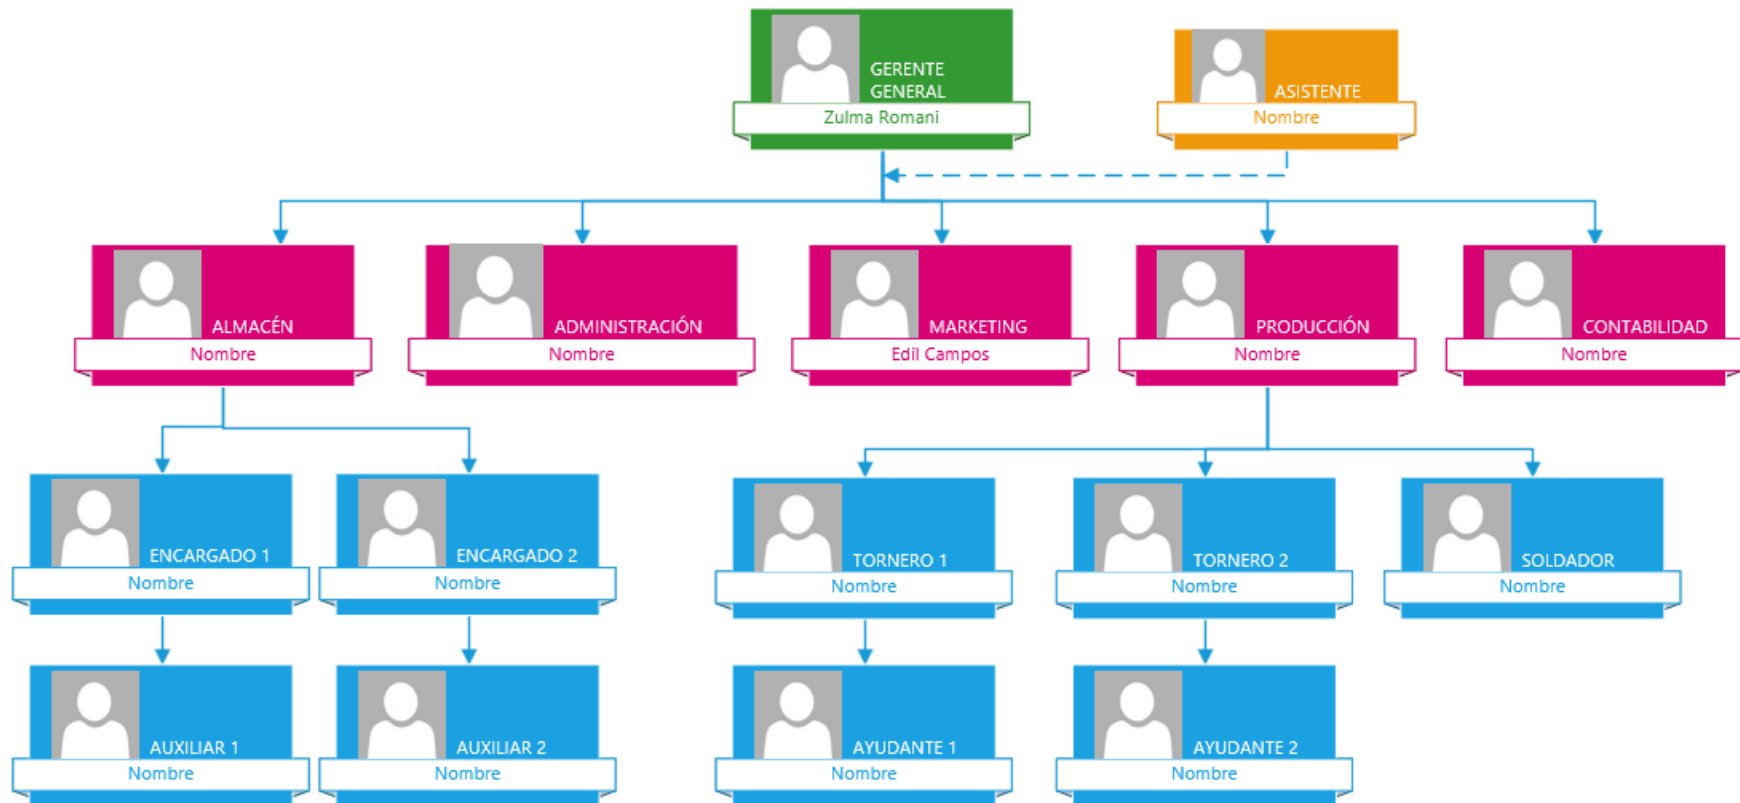 GERENTE
GENERAL
Zulma Romani
ASISTENTE
Nombre
ALMACÉN
Nombre
ADMINISTRACIÓN
Nombre
MARKETING
Edil Campos
PRODUCCIÓN
Nombre
CONTABILIDAD
Nombre
ENCARGADO 1
Nombre
ENCARGADO 2
Nombre
TORNERO 1
Nombre
TORNERO 2
Nombre
SOLDADOR
Nombre
AUXILIAR 1
Nombre
AUXILIAR 2
Nombre
AYUDANTE 1
Nombre
AYUDANTE 2
Nombre